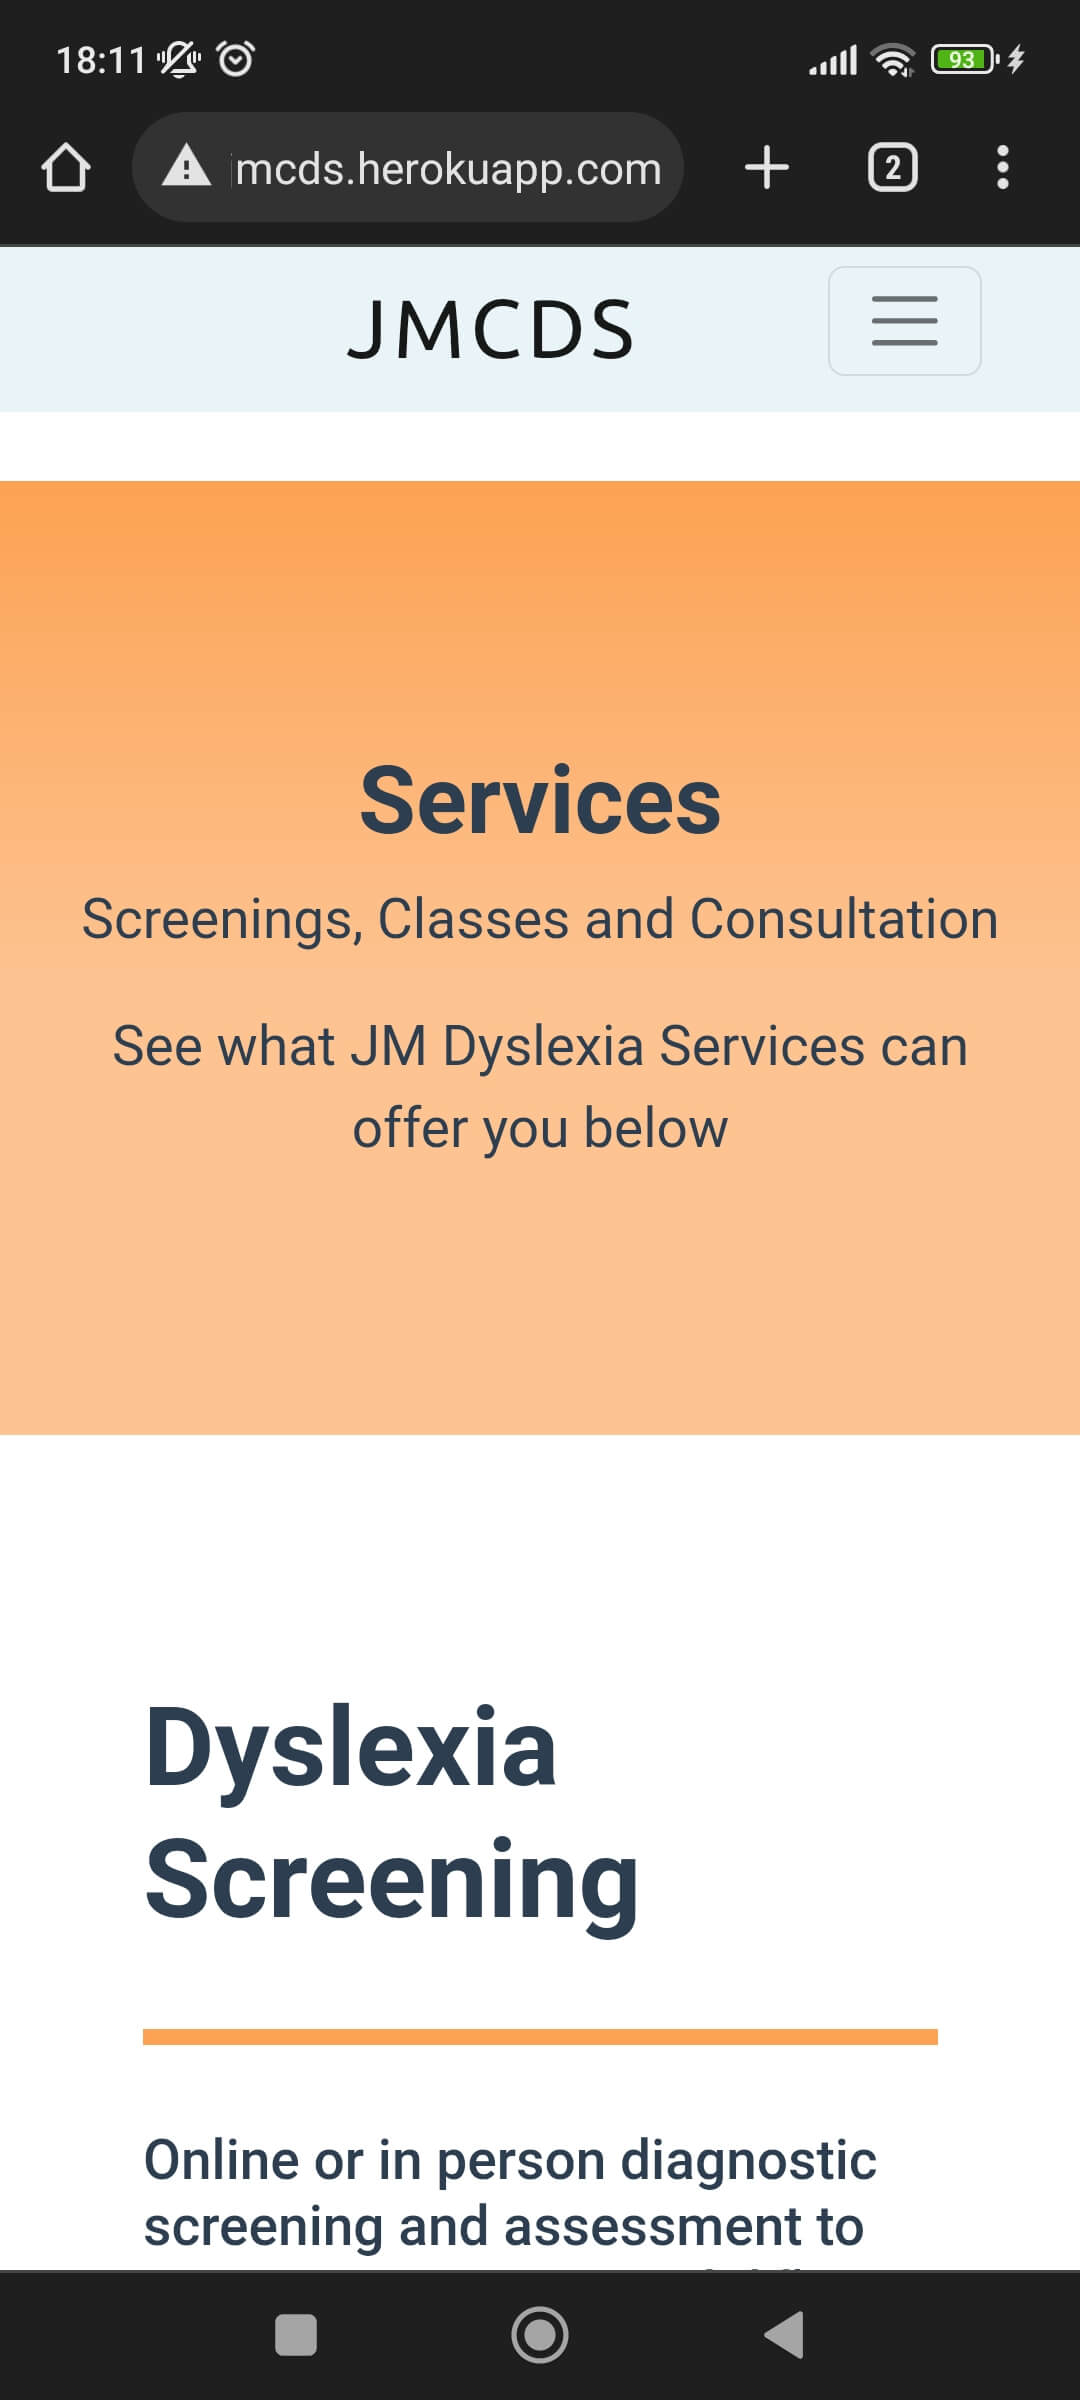 18:11
93
mcds.herokuapp.com
2
JMCDS
Services
Screenings, Classes and Consultation
See what JM Dyslexia Services can
offer you below
Dyslexia
Screening
Online or in person diagnostic
screening and assessment to